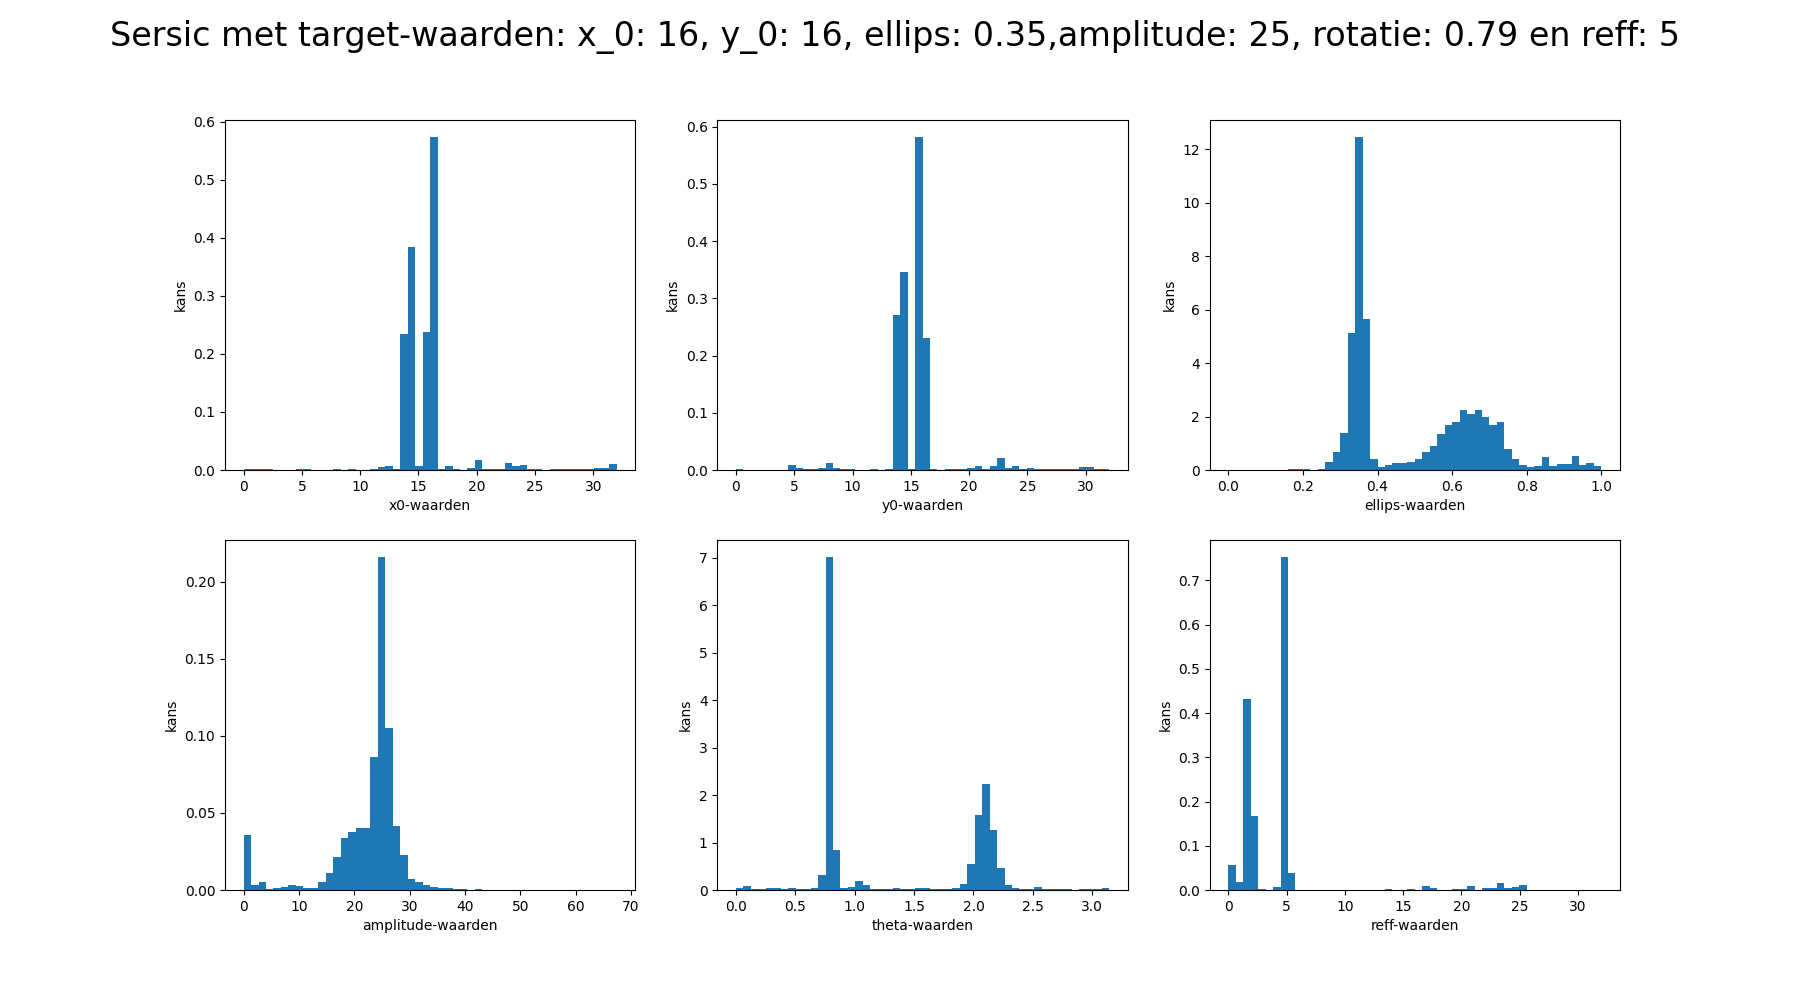 Sersic met target-waarden: x_0: 16, y_0: 16, ellips: 0.35,amplitude: 25, rotatie: 0.79 en reff: 5
0.6
0.5
0.4
0.3
0.2
0.1
0.0
kans
0 5 10 15 20 25 30
x0-waarden
0.6
0.5
0.4
0.3
0.2
0.1
0.0
kans
0 5 10 15 20 25 30
y0-waarden
12
10
8
6
4
2
0
kans
0.0 0.2 0.4 0.6 0.8 1.0
ellips-waarden
0.20
0.15
0.10
0.05
0.00
kans
0 10 20 30 40 50 60 70
amplitude-waarden
7
6
5
4
3
2
1
0
kans
0.0 0.5 1.0 1.5 2.0 2.5 3.0
theta-waarden
0.7
0.6
0.5
0.4
0.3
0.2
0.1
0.0
kans
0 5 10 15 20 25 30
reff-waarden